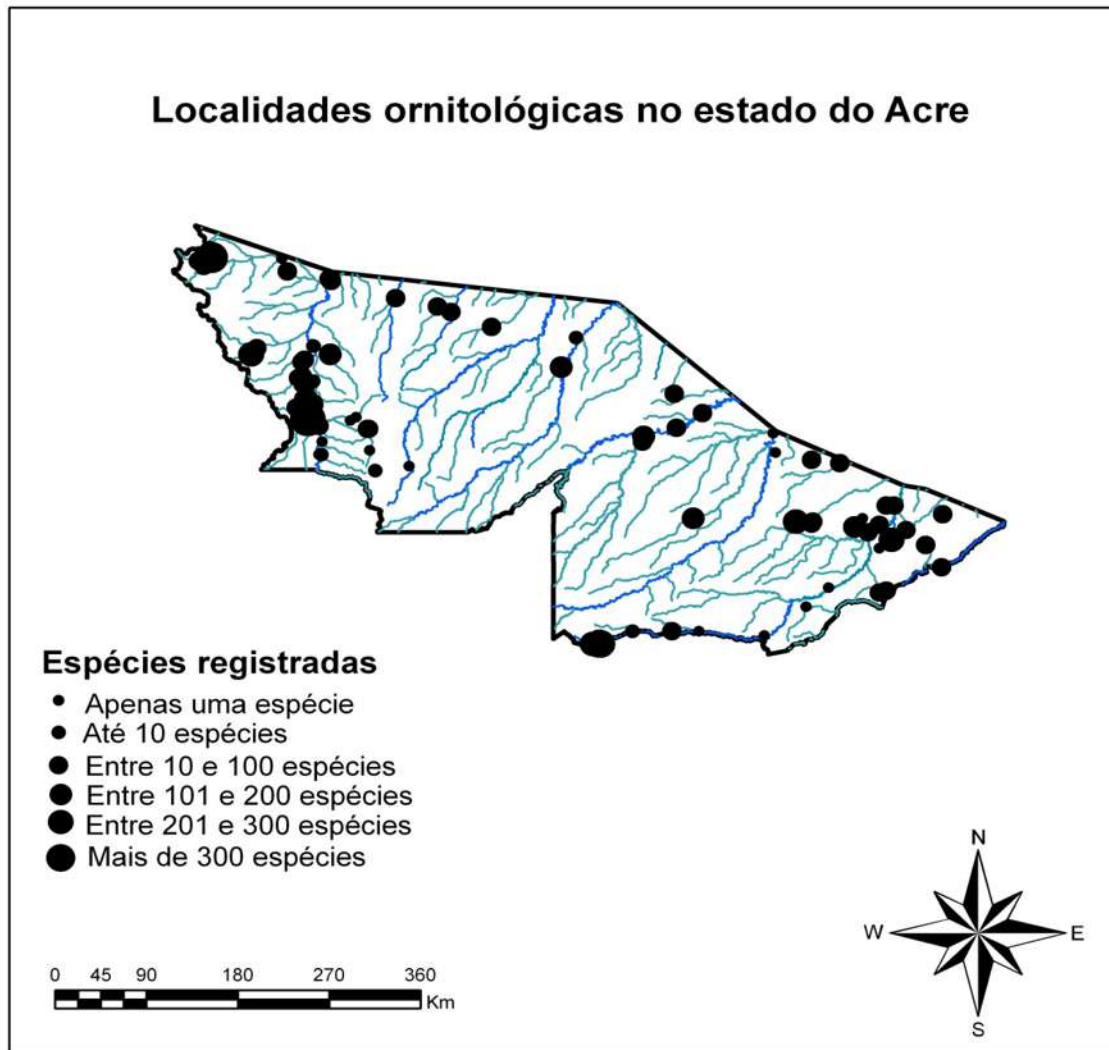 Localidades ornitológicas no estado do Acre
Espécies registradas
Apenas uma espécie
Até 10 espécies
Entre 10 e 100 espécies
Entre 101 e 200 espécies
Entre 201 e 300 espécies
Mais de 300 espécies
0 45 90 180 270 360
Km
N
W E
S